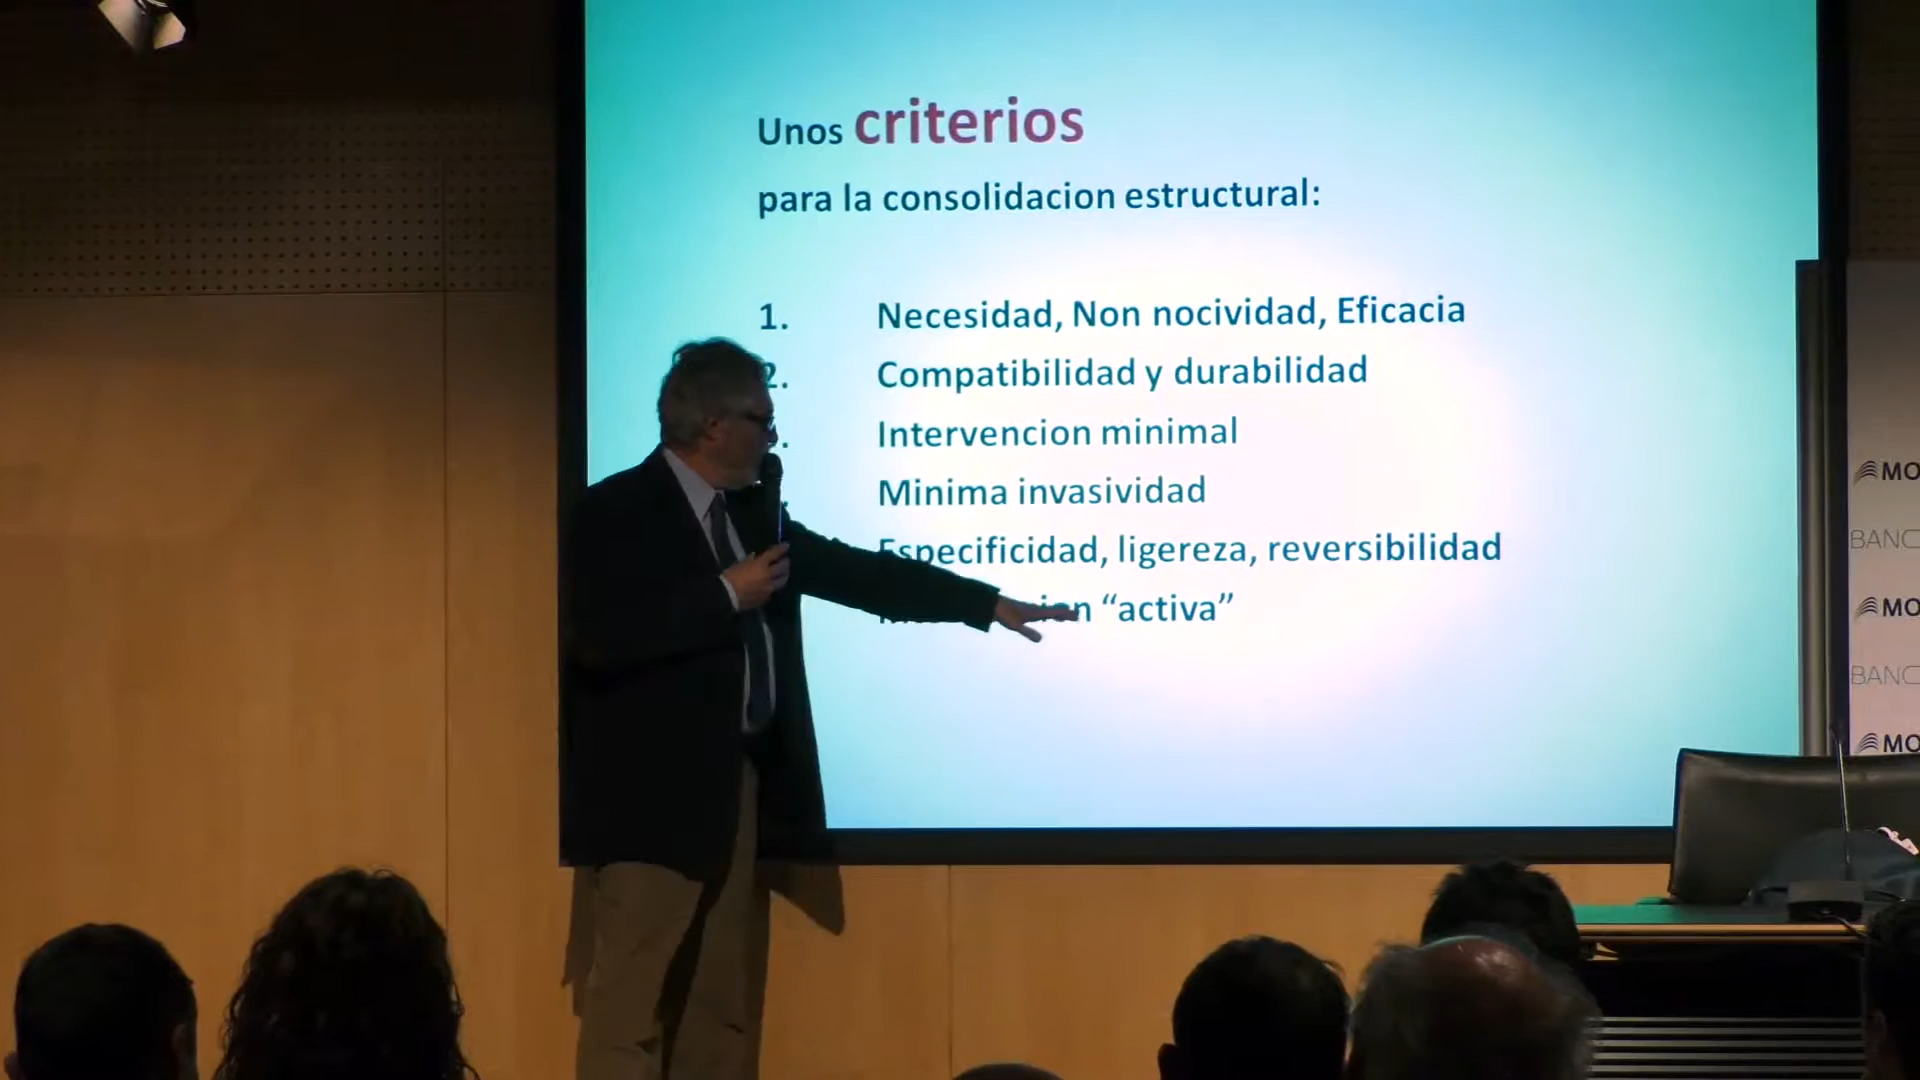 Unos criterios
para la consolidacion estructural:
1. Necesidad, Non nocividad, Eficacia
2. Compatibilidad y durabilidad
Intervencion minimal
Minima invasividad
Especificidad, ligereza, reversibilidad
“activa”
MO
BANC
MO
BANC
MO